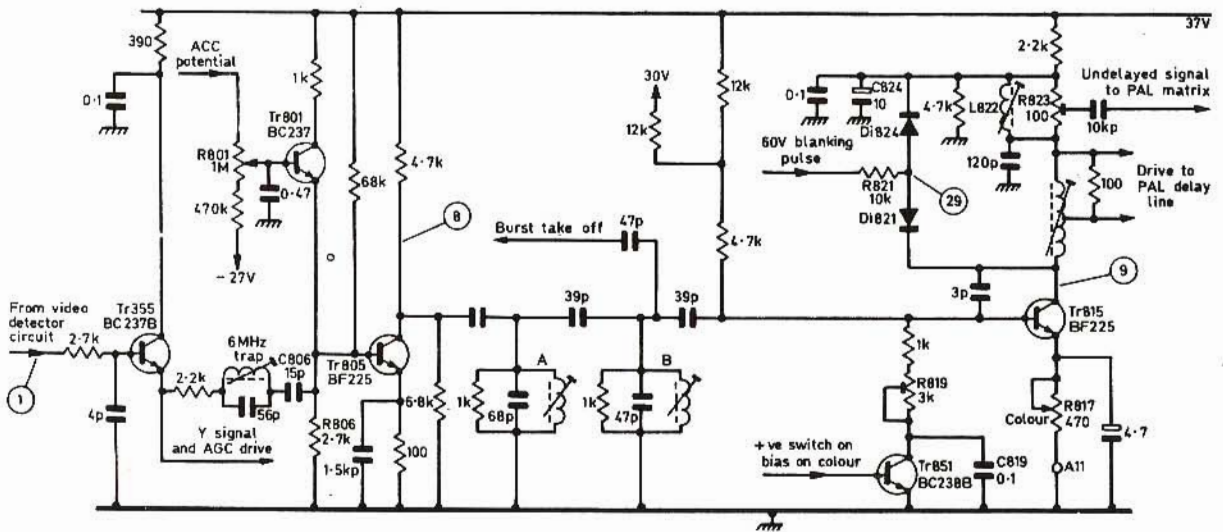 37V
390
ACC
potential
0·1
1k
Tr801
BC237
R801
1M
0·47
470k
-27V
68k
4·7k
8
30V
12k
12k
4·7k
0·1
C824
10
4·7k
L822
2·2k
R823
100
Undelayed signal
to PAL matrix
10kp
Di824
60V blanking
pulse
R821
10k
29
Di821
120p
100
Drive to
PAL delay
line
9
3p
Tr815
BF225
Burst take off
47p
From video
detector
circuit
1
2·7k
Tr355
BC237B
4p
2·2k
6MHz
trap
56p
C806
15p
Y signal
and AGC drive
Tr805
BF225
R806
2·7k
1·5kp
100
6·8k
39p
39p
A
1k
68p
B
1k
47p
1k
R819
3k
+ve switch on
bias on colour
Tr851
BC238B
C819
0·1
R817
470
Colour
A11
4·7